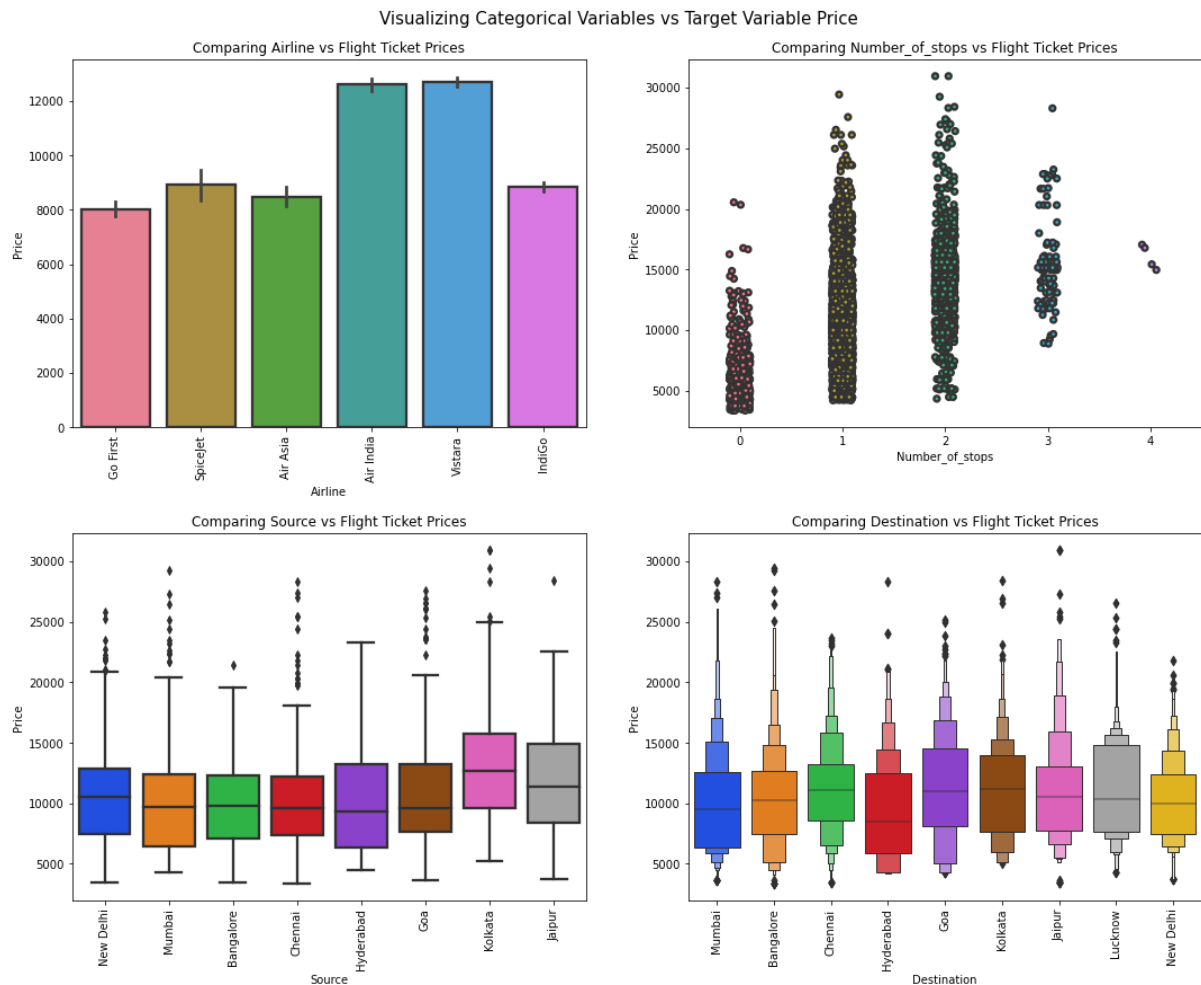 Visualizing Categorical Variables vs Target Variable Price
Comparing Airline vs Flight Ticket Prices
12000
10000
8000
6000
4000
2000
0
Price
Go First
SpiceJet
Air Asia
Air India
Vistara
IndiGo
Airline
Comparing Number_of_stops vs Flight Ticket Prices
30000
25000
20000
15000
10000
5000
Price
0 1 2 3 4
Number_of_stops
Comparing Source vs Flight Ticket Prices
30000
25000
20000
15000
10000
5000
Price
New Delhi
Mumbai
Bangalore
Chennai
Hyderabad
Goa
Kolkata
Jaipur
Source
Comparing Destination vs Flight Ticket Prices
30000
25000
20000
15000
10000
5000
Price
Mumbai
Bangalore
Chennai
Hyderabad
Goa
Kolkata
Jaipur
Lucknow
New Delhi
Destination